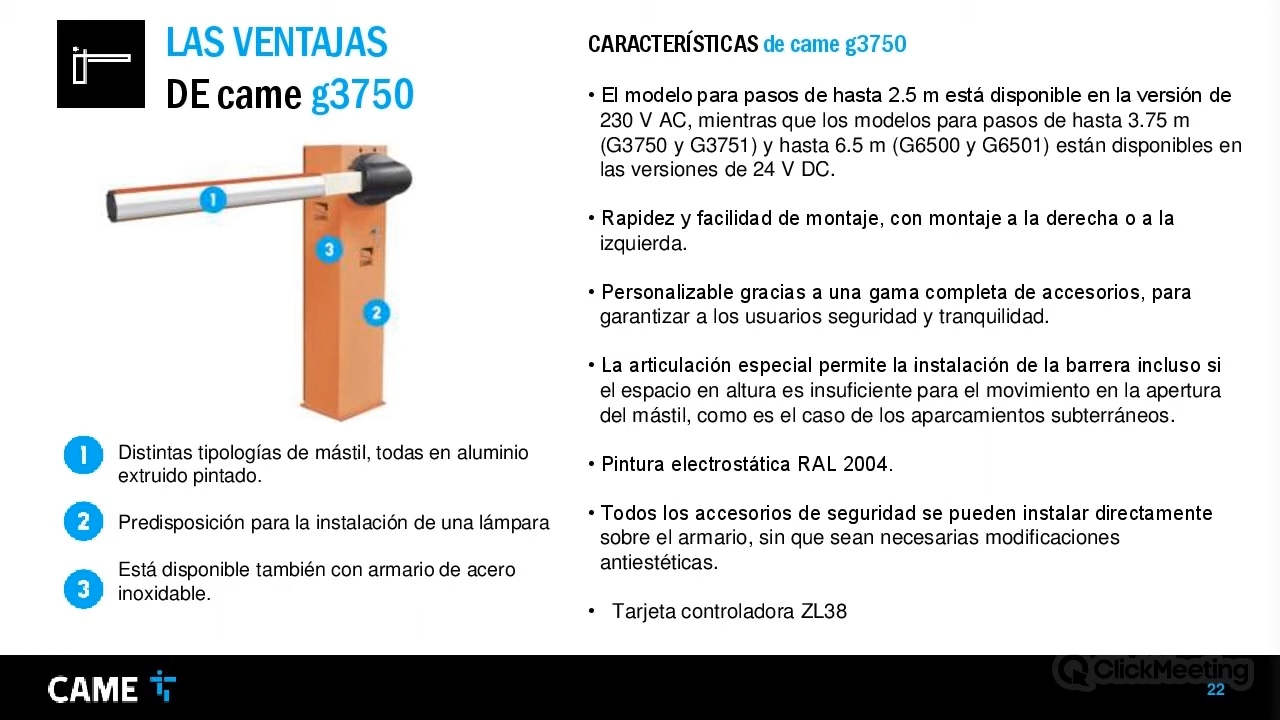 LAS VENTAJAS
DE came g3750
1
3
2
1
Distintas tipologías de mástil, todas en aluminio
extruido pintado.
2
Predisposición para la instalación de una lámpara
3
Está disponible también con armario de acero
inoxidable.
CARACTERÍSTICAS de came g3750
• El modelo para pasos de hasta 2.5 m está disponible en la versión de
230 V AC, mientras que los modelos para pasos de hasta 3.75 m
(G3750 y G3751) y hasta 6.5 m (G6500 y G6501) están disponibles en
las versiones de 24 V DC.
• Rapidez y facilidad de montaje, con montaje a la derecha o a la
izquierda.
• Personalizable gracias a una gama completa de accesorios, para
garantizar a los usuarios seguridad y tranquilidad.
• La articulación especial permite la instalación de la barrera incluso si
el espacio en altura es insuficiente para el movimiento en la apertura
del mástil, como es el caso de los aparcamientos subterráneos.
• Pintura electrostática RAL 2004.
• Todos los accesorios de seguridad se pueden instalar directamente
sobre el armario, sin que sean necesarias modificaciones
antiestéticas.
• Tarjeta controladora ZL38
CAME
ClickMeeting
22